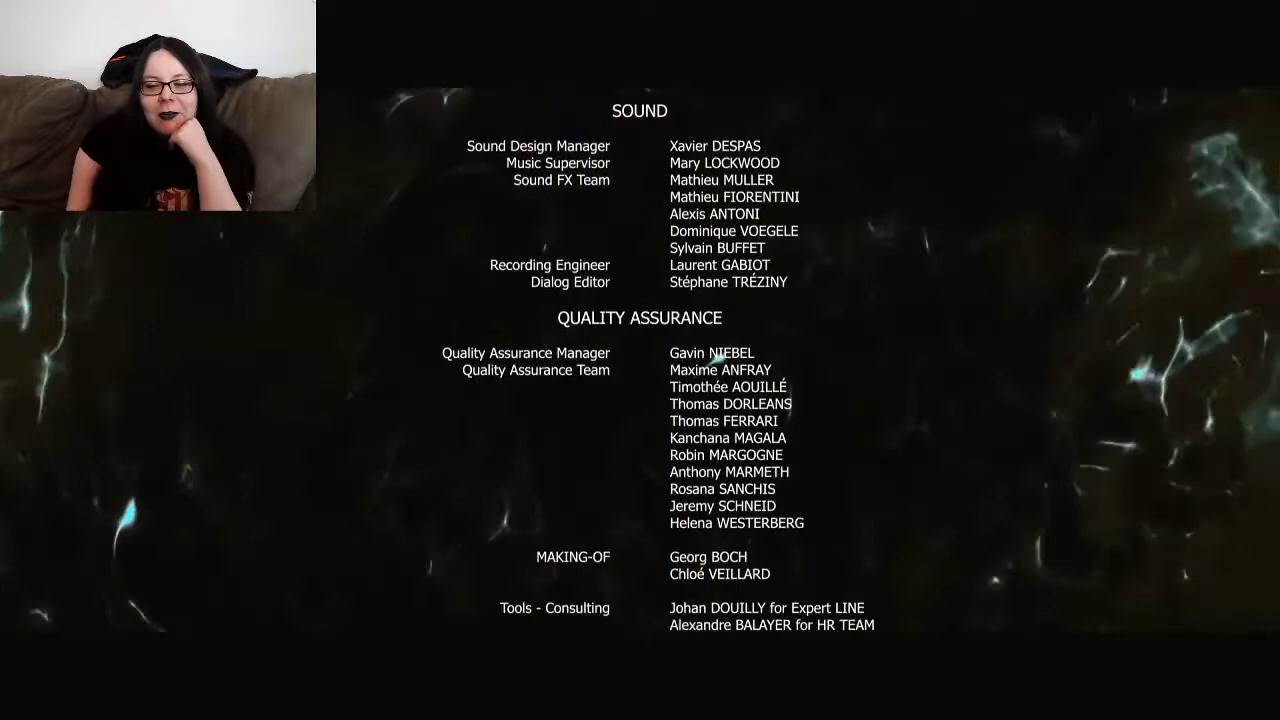 SOUND
Sound Design Manager Xavier DESPAS
Music Supervisor Mary LOCKWOOD
Sound FX Team Mathieu MULLER
Mathieu FIORENTINI
Alexis ANTONI
Dominique VOEGELE
Sylvain BUFFET
Recording Engineer Laurent GABIOT
Dialog Editor Stéphane TRÉZINY
QUALITY ASSURANCE
Quality Assurance Manager Gavin NIEBEL
Quality Assurance Team Maxime ANFRAY
Timothée AOUILLÉ
Thomas DORLEANS
Thomas FERRARI
Kanchana MAGALA
Robin MARGOGNE
Anthony MARMETH
Rosana SANCHIS
Jeremy SCHNEID
Helena WESTERBERG
MAKING-OF Georg BOCH
Chloé VEILLARD
Tools - Consulting Johan DOUILLY for Expert LINE
Alexandre BALAYER for HR TEAM